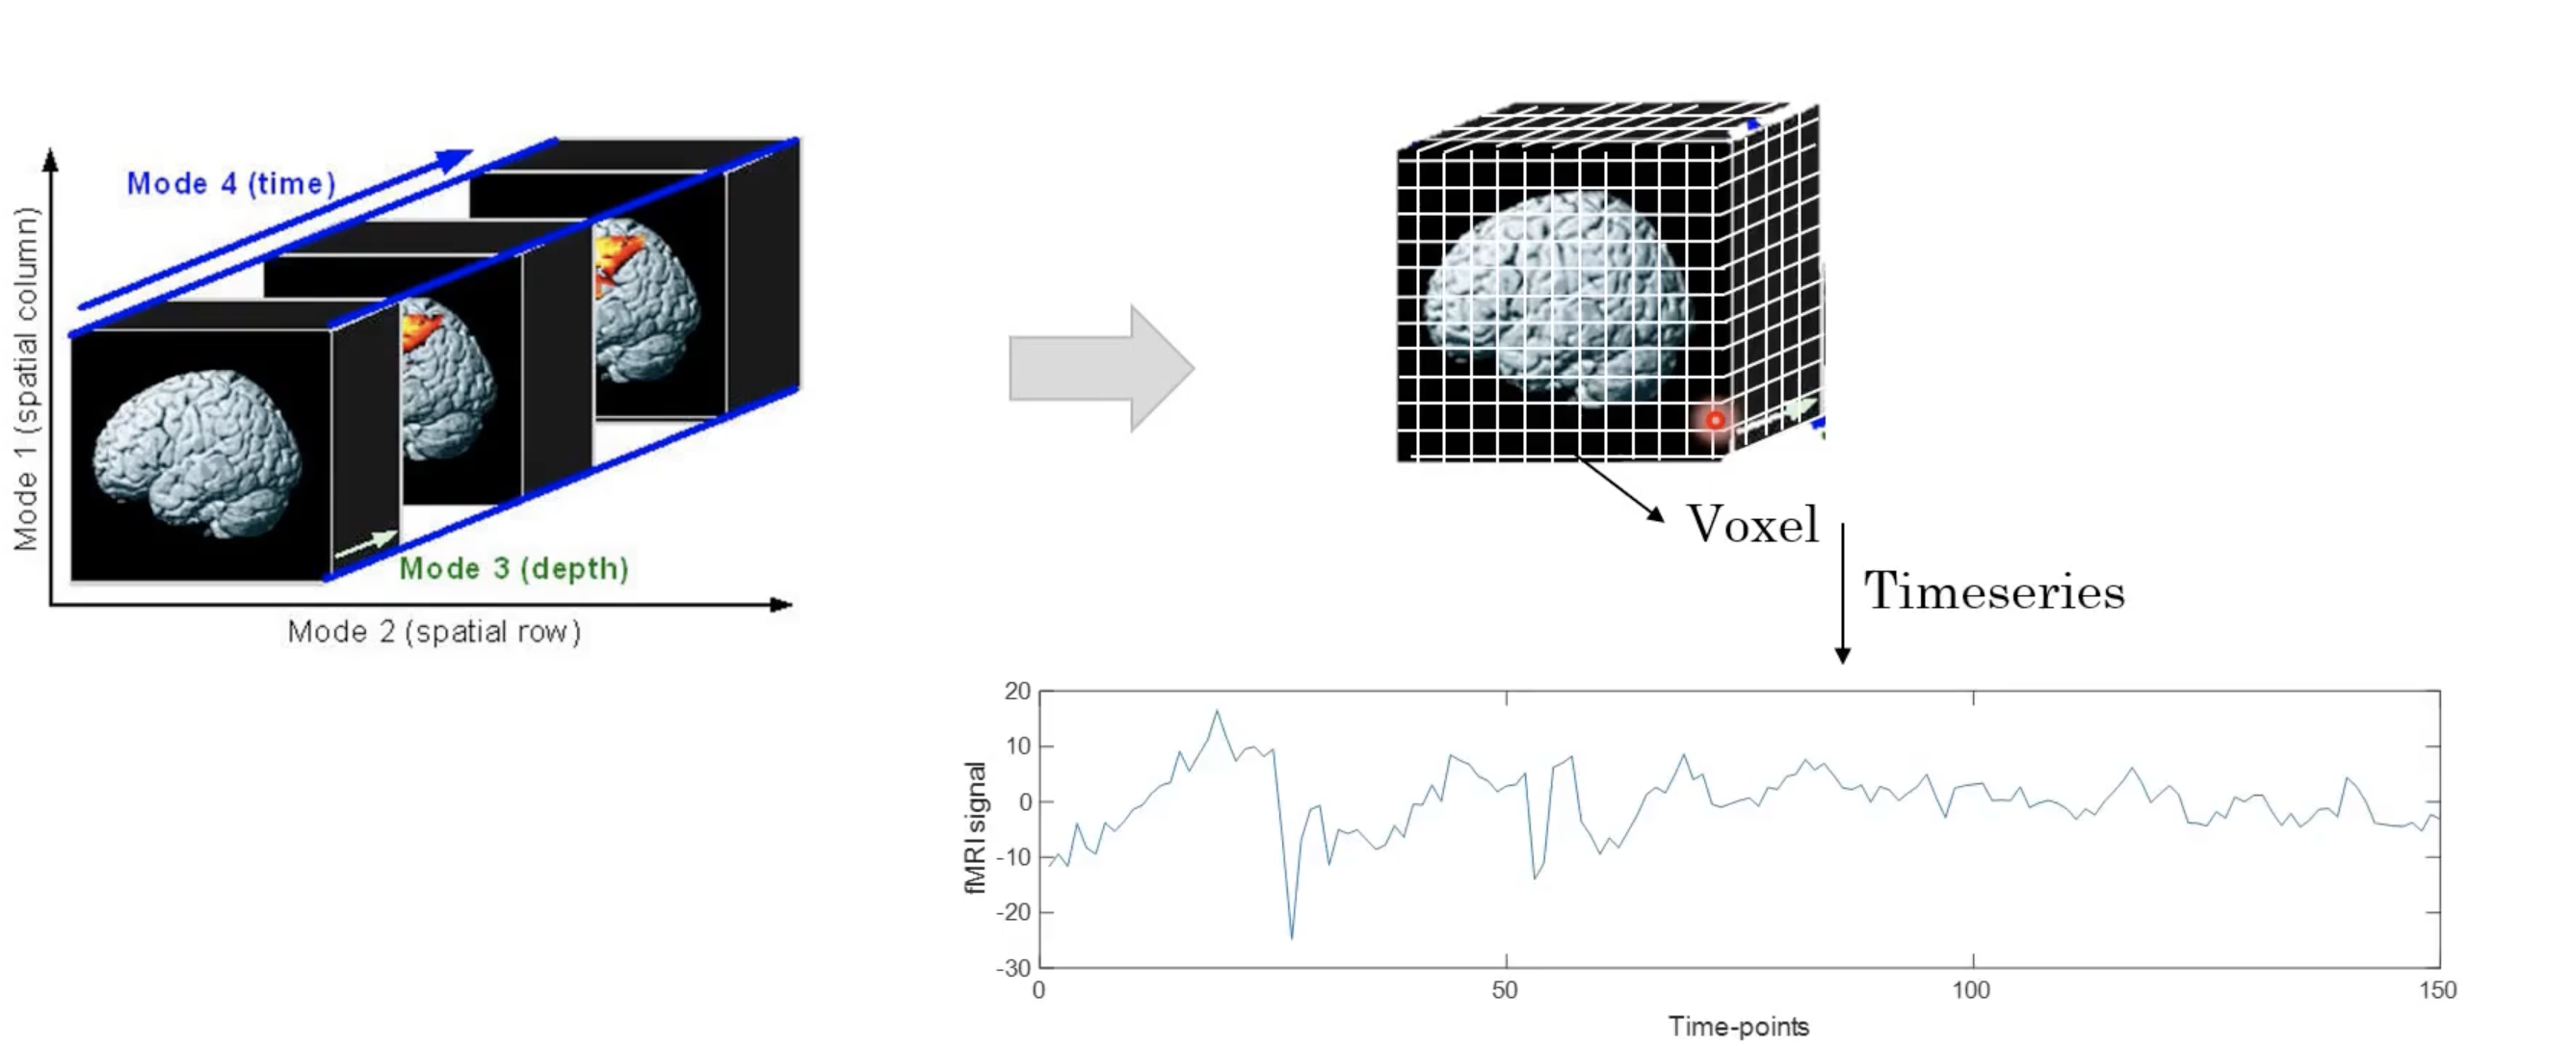 Mode 4 (time)
Mode 1 (spatial column)
Mode 3 (depth)
Mode 2 (spatial row)
Voxel
Timeseries
20
10
0
-10
-20
-30
fMRI signal
0
50
100
150
Time-points